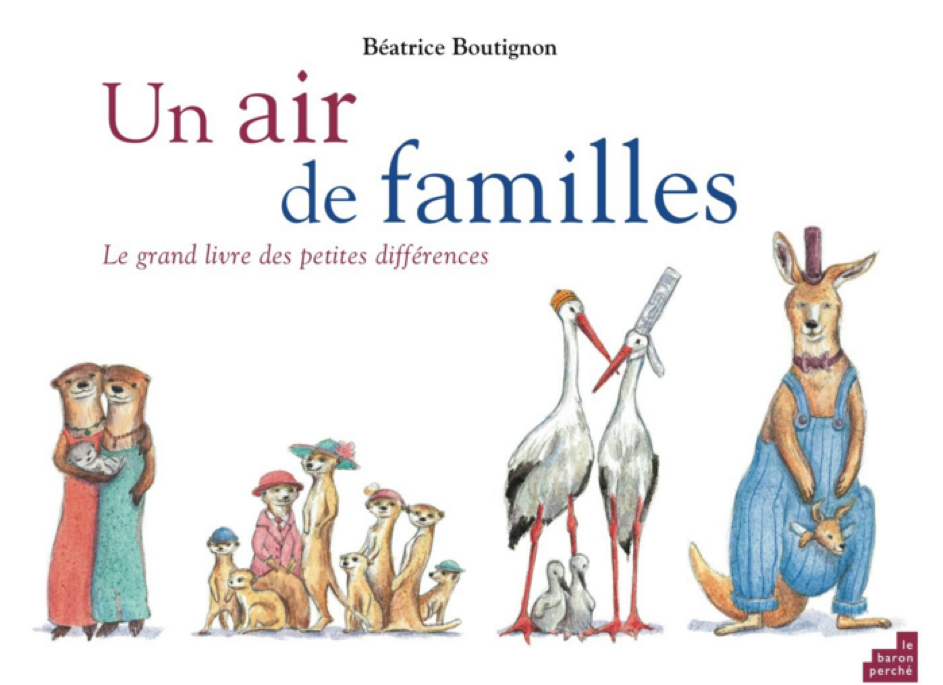 Béatrice Boutignon
Un air
de familles
Le grand livre des petites différences
le
baron
perché